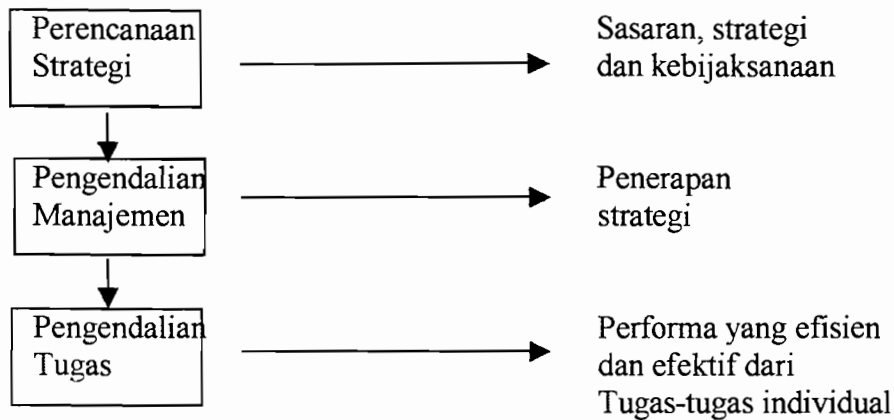 Perencanaan
Strategi
Sasaran, strategi
dan kebijaksanaan
Pengendalian
Manajemen
Penerapan
strategi
Pengendalian
Tugas
Performa yang efisien
dan efektif dari
Tugas-tugas individual